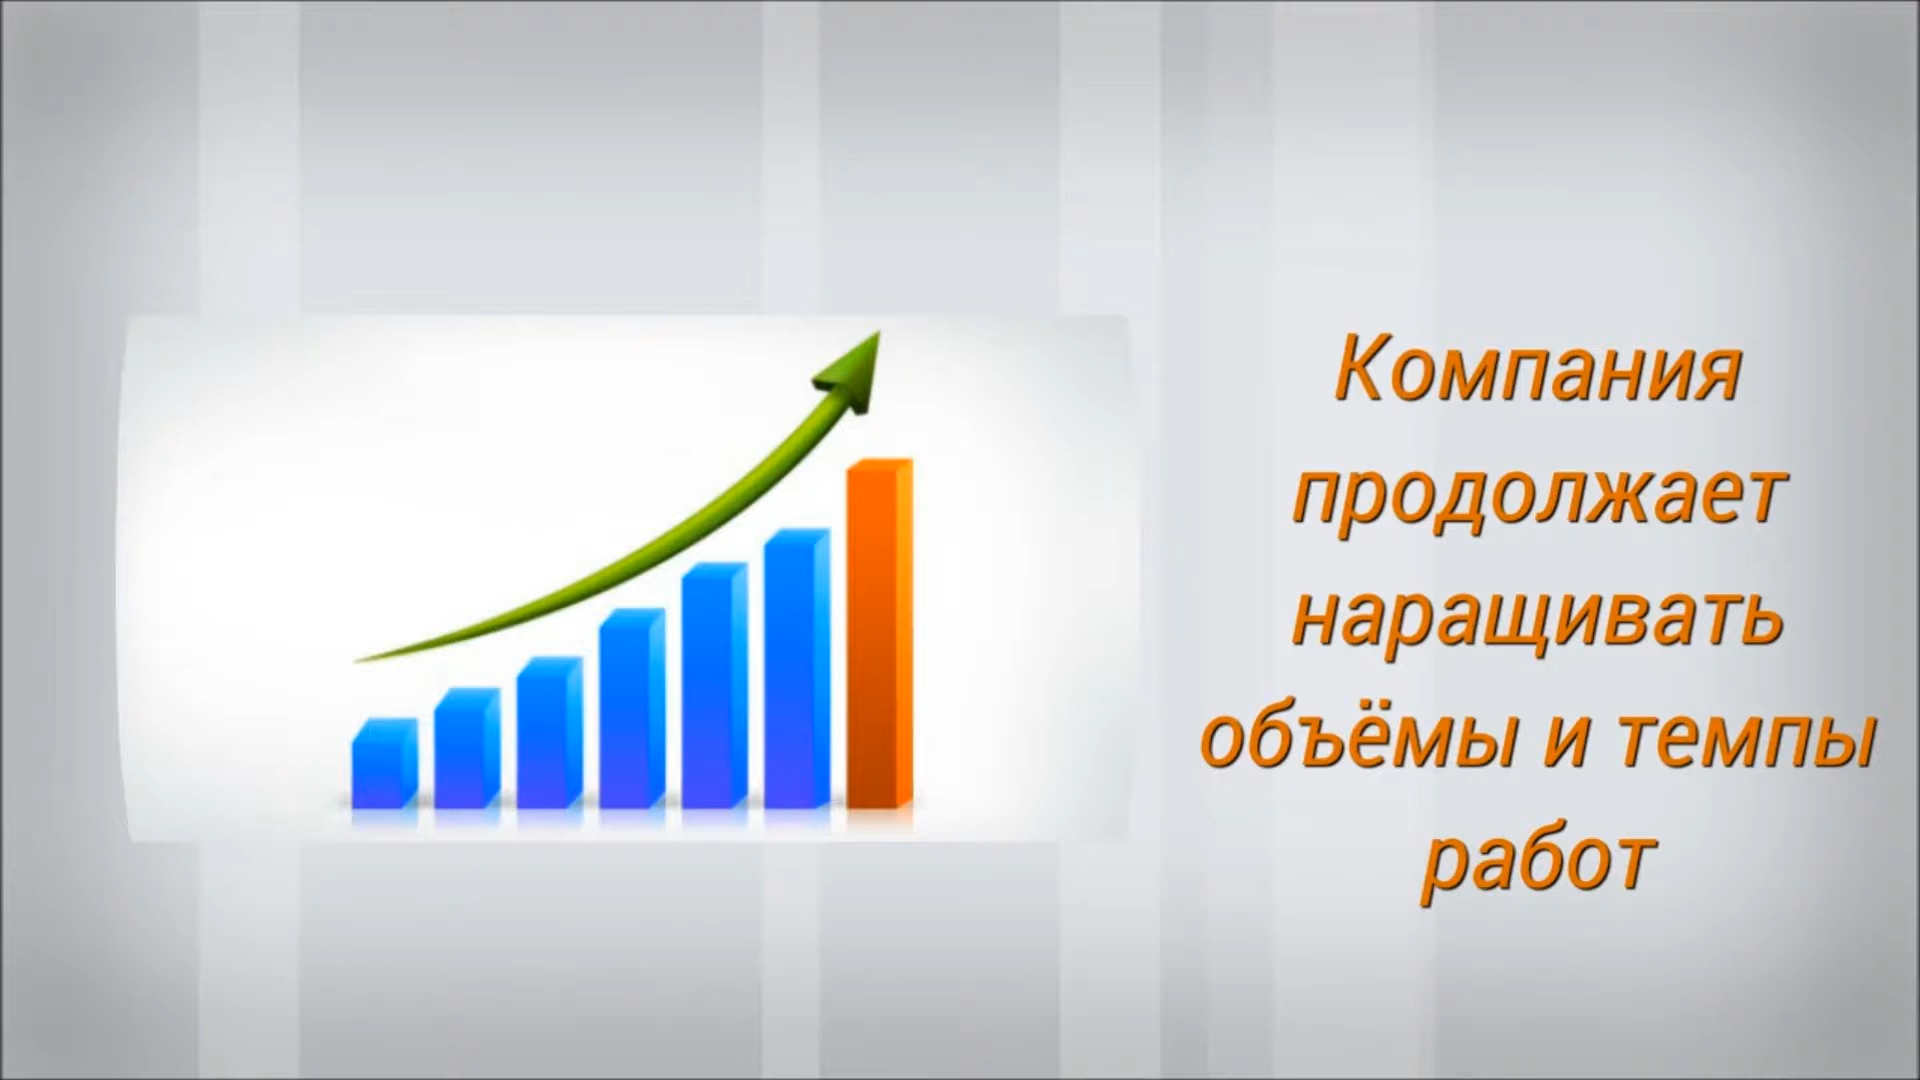 Компания
продолжает
наращивать
объёмы и темпы
работ